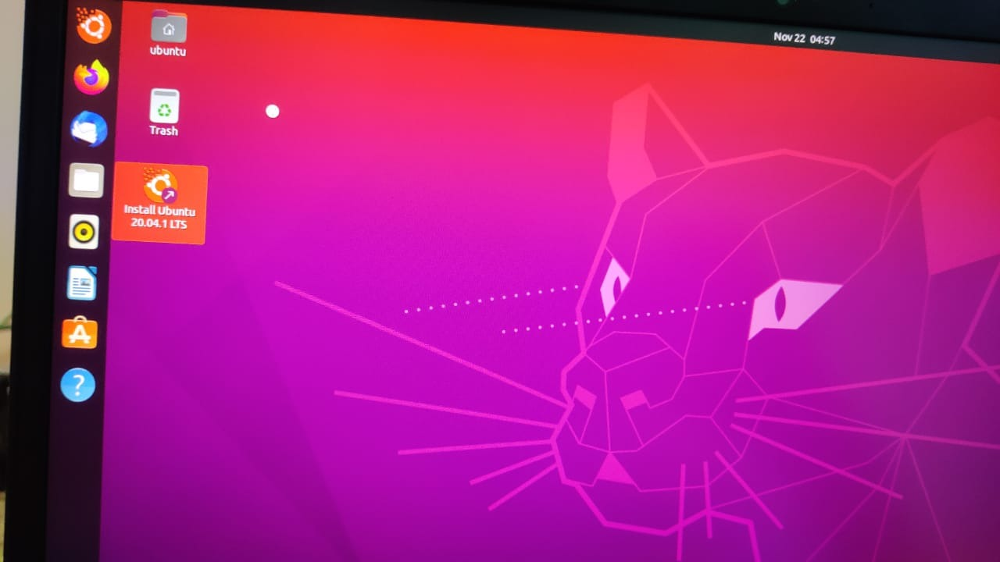 Nov 22 04:57
ubuntu
Trash
Install Ubuntu
20.04.1 LTS
?